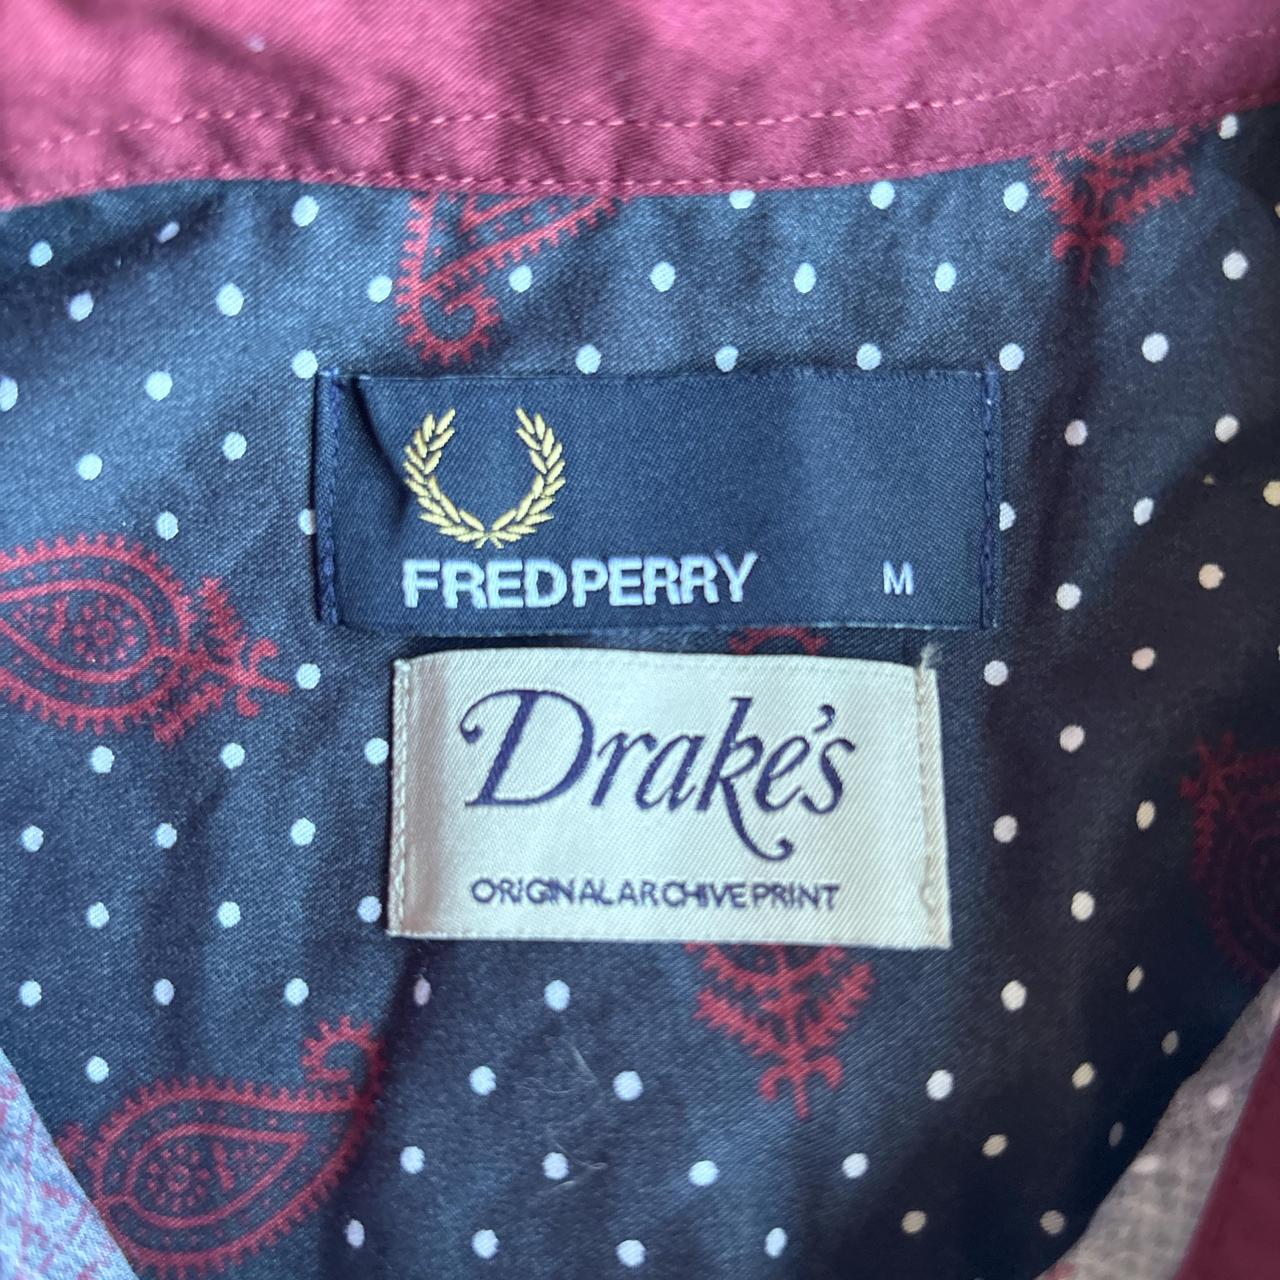 FRED PERRY M
Drake's
ORIGINAL ARCHIVE PRINT